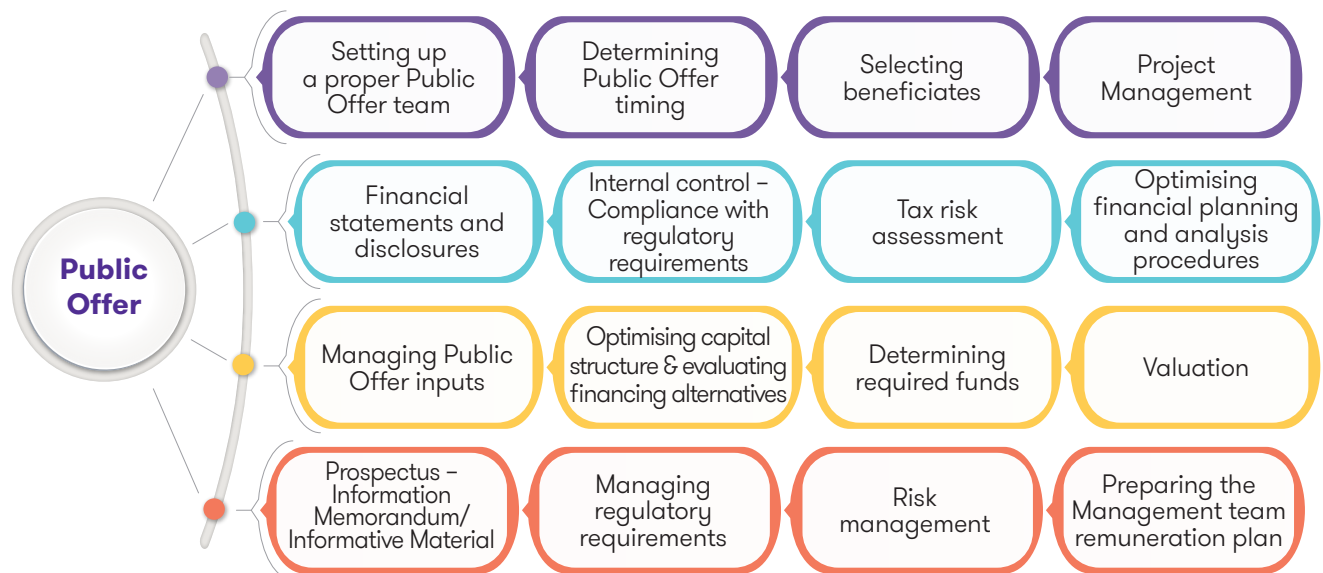 Public
Offer
Setting up
a proper Public
Offer team
Determining
Public Offer
timing
Selecting
beneficiates
Project
Management
Financial
statements and
disclosures
Internal control –
Compliance with
regulatory
requirements
Tax risk
assessment
Optimising
financial planning
and analysis
procedures
Managing Public
Offer inputs
Optimising capital
structure & evaluating
financing alternatives
Determining
required funds
Valuation
Prospectus –
Information
Memorandum/
Informative Material
Managing
regulatory
requirements
Risk
management
Preparing the
Management team
remuneration plan